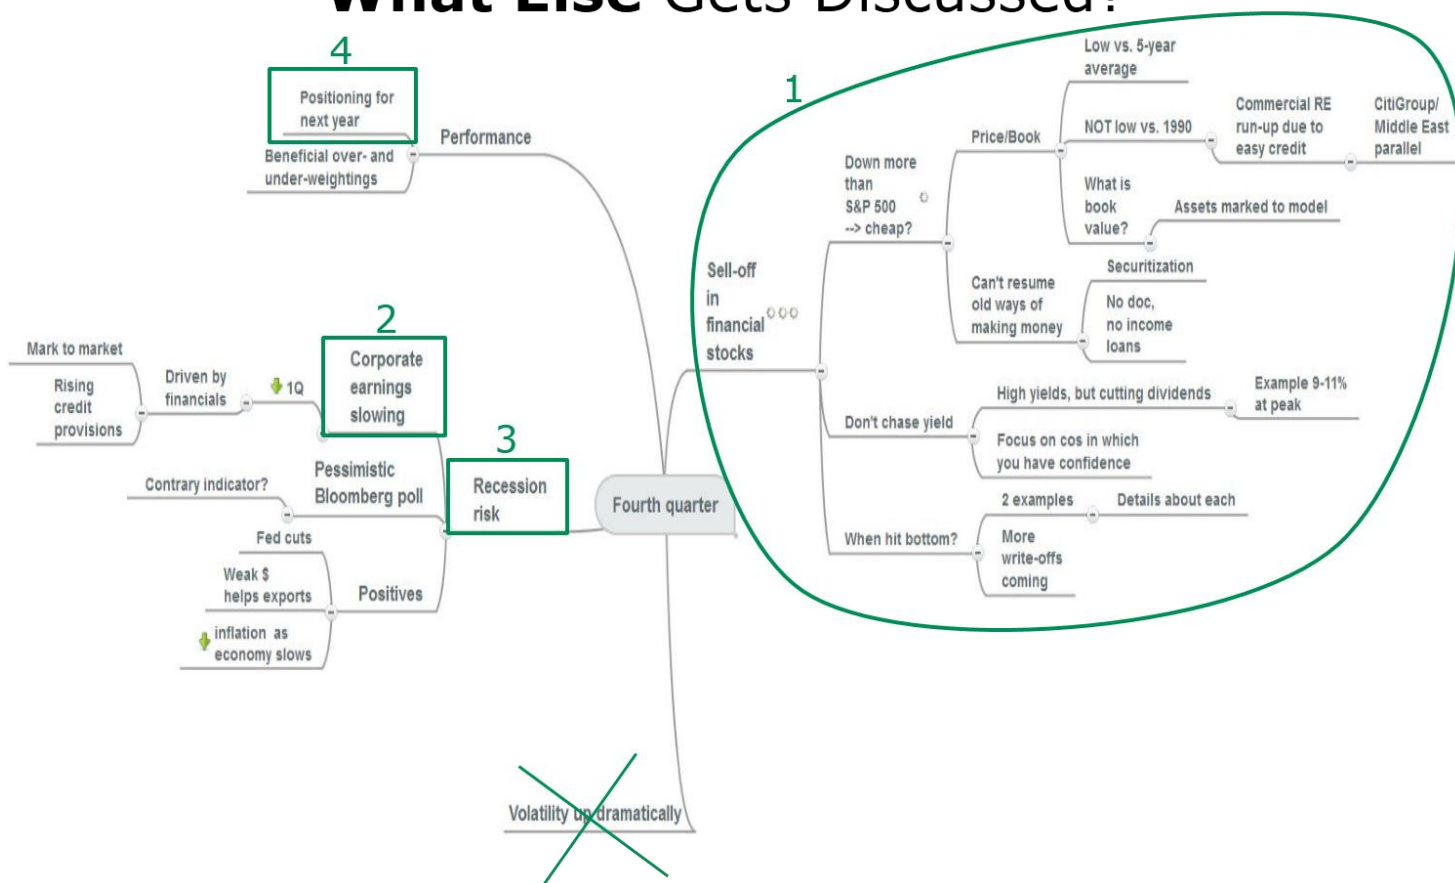 What Else Gets Discussed?
4
Positioning for
next year
Performance
Beneficial over- and
under-weightings
1
Sell-off
in
financial
stocks
Down more
than
S&P 500
--> cheap?
Price/Book
Low vs. 5-year
average
NOT low vs. 1990
Commercial RE
run-up due to
easy credit
CitiGroup/
Middle East
parallel
What is
book
value?
Assets marked to model
Can't resume
old ways of
making money
Securitization
No doc,
no income
loans
Don't chase yield
High yields, but cutting dividends
Example 9-11%
at peak
Focus on cos in which
you have confidence
When hit bottom?
2 examples
Details about each
More
write-offs
coming
2
Corporate
earnings
slowing
1Q
Driven by
financials
Mark to market
Rising
credit
provisions
3
Recession
risk
Pessimistic
Bloomberg poll
Contrary indicator?
Positives
Fed cuts
Weak $
helps exports
inflation as
economy slows
Fourth quarter
Volatility up dramatically